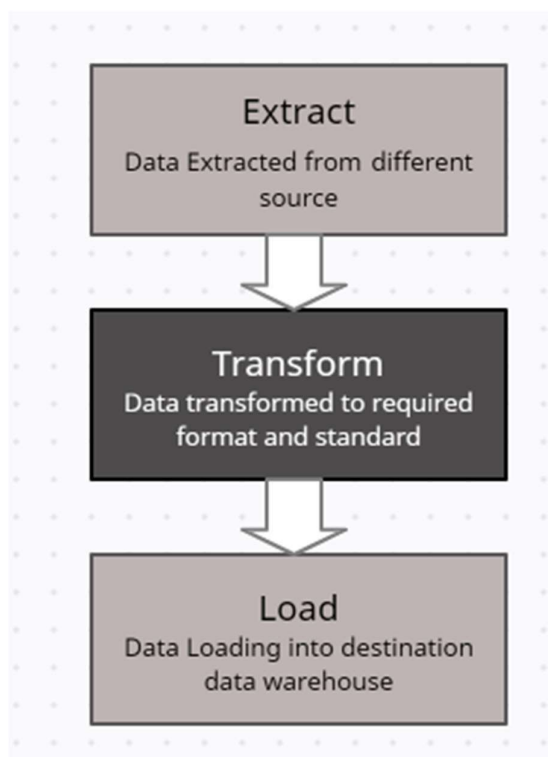 Extract
Data Extracted from different
source
Transform
Data transformed to required
format and standard
Load
Data Loading into destination
data warehouse